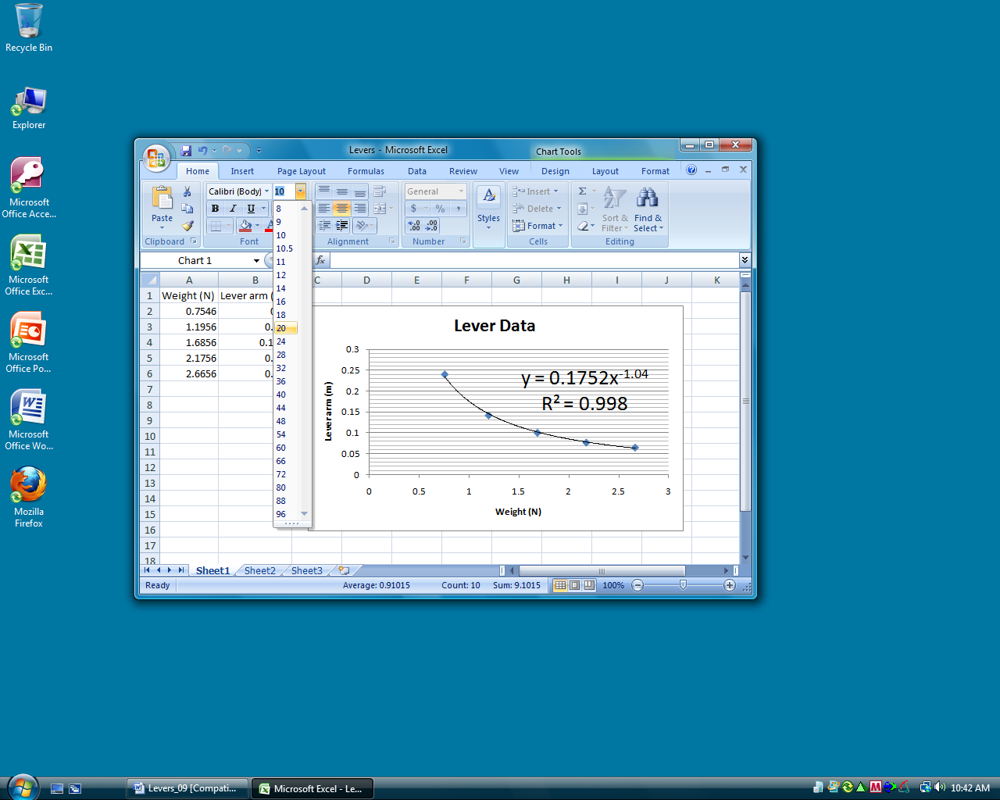 Recycle Bin
Explorer
Microsoft
Office Acce...
Microsoft
Office Exc...
Microsoft
Office Po...
Microsoft
Office Wo...
Mozilla
Firefox
Levers - Microsoft Excel
Chart Tools
Home Insert Page Layout Formulas Data Review View Design Layout Format
Calibri (Body) 10
General
Insert
Σ
Paste
B I U
A
$ % ,
Styles
Delete
Sort &
Filter
Find &
Select
Format
.00 .00
Clipboard Font Alignment Number Cells Editing
Chart 1
fx
8
9
10
10.5
11
12
14
16
18
20
24
28
32
36
40
44
48
54
60
66
72
80
88
96
A B C D E F G H I J K
1 Weight (N) Lever arm (
2 0.7546 0
3 1.1956 0.
4 1.6856 0.1
5 2.1756 0.
6 2.6656 0.
7
8
9
10
11
12
13
14
15
16
17
18
Lever Data
0.3
0.25
0.2
0.15
0.1
0.05
0
y = 0.1752x^-1.04
R² = 0.998
Lever arm (m)
0 0.5 1 1.5 2 2.5 3
Weight (N)
Sheet1 Sheet2 Sheet3
Ready Average: 0.91015 Count: 10 Sum: 9.1015 100%
Levers_09 [Compati...
Microsoft Excel - Le...
M
10:42 AM